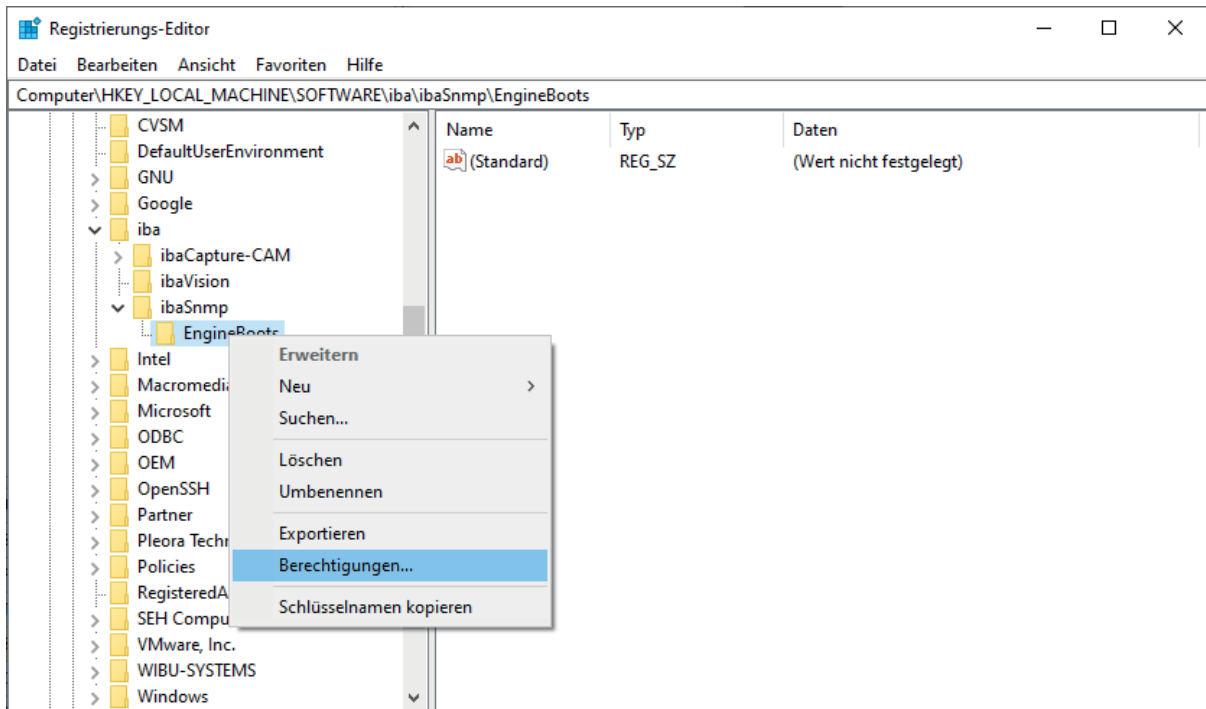 Registrierungs-Editor
Datei Bearbeiten Ansicht Favoriten Hilfe
Computer\HKEY_LOCAL_MACHINE\SOFTWARE\iba\ibaSnmp\EngineBoots
CVSM
DefaultUserEnvironment
GNU
Google
iba
ibaCapture-CAM
ibaVision
ibaSnmp
EngineBoots
Intel
Macromedi
Microsoft
ODBC
OEM
OpenSSH
Partner
Pleora Techn
Policies
RegisteredA
SEH Compu
VMware, Inc.
WIBU-SYSTEMS
Windows
Erweitern
Neu
Suchen...
Löschen
Umbenennen
Exportieren
Berechtigungen...
Schlüsselnamen kopieren
Name Typ Daten
ab (Standard) REG_SZ (Wert nicht festgelegt)